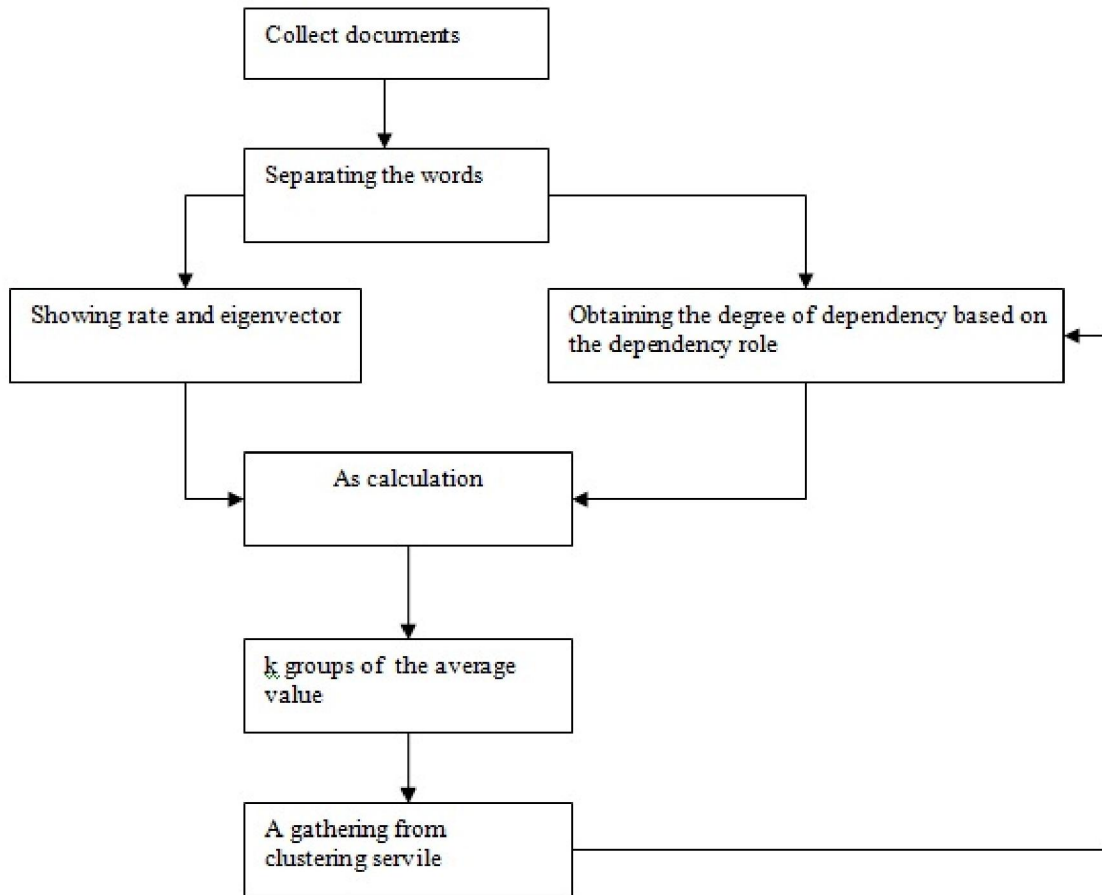 Collect documents
Separating the words
Showing rate and eigenvector
Obtaining the degree of dependency based on
the dependency role
As calculation
k groups of the average
value
A gathering from
clustering servile